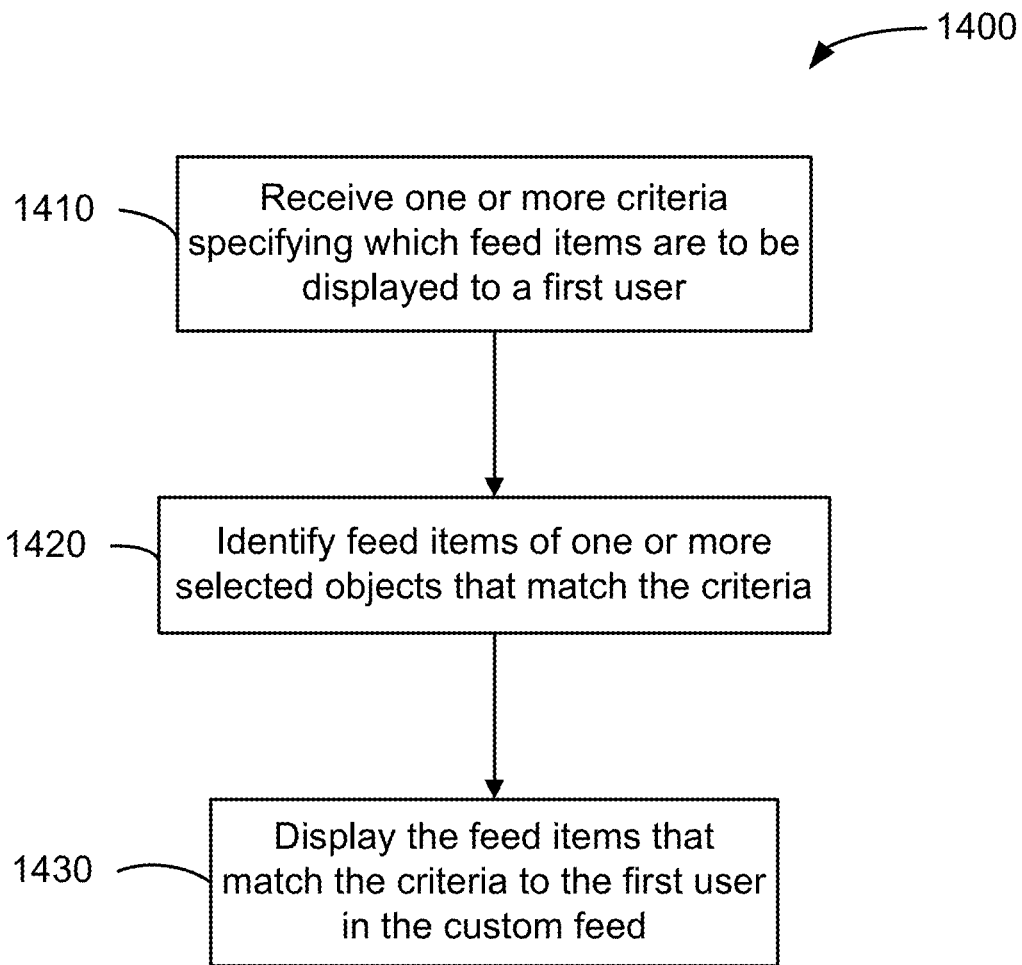 1400
1410
Receive one or more criteria
specifying which feed items are to be
displayed to a first user
1420
Identify feed items of one or more
selected objects that match the criteria
1430
Display the feed items that
match the criteria to the first user
in the custom feed